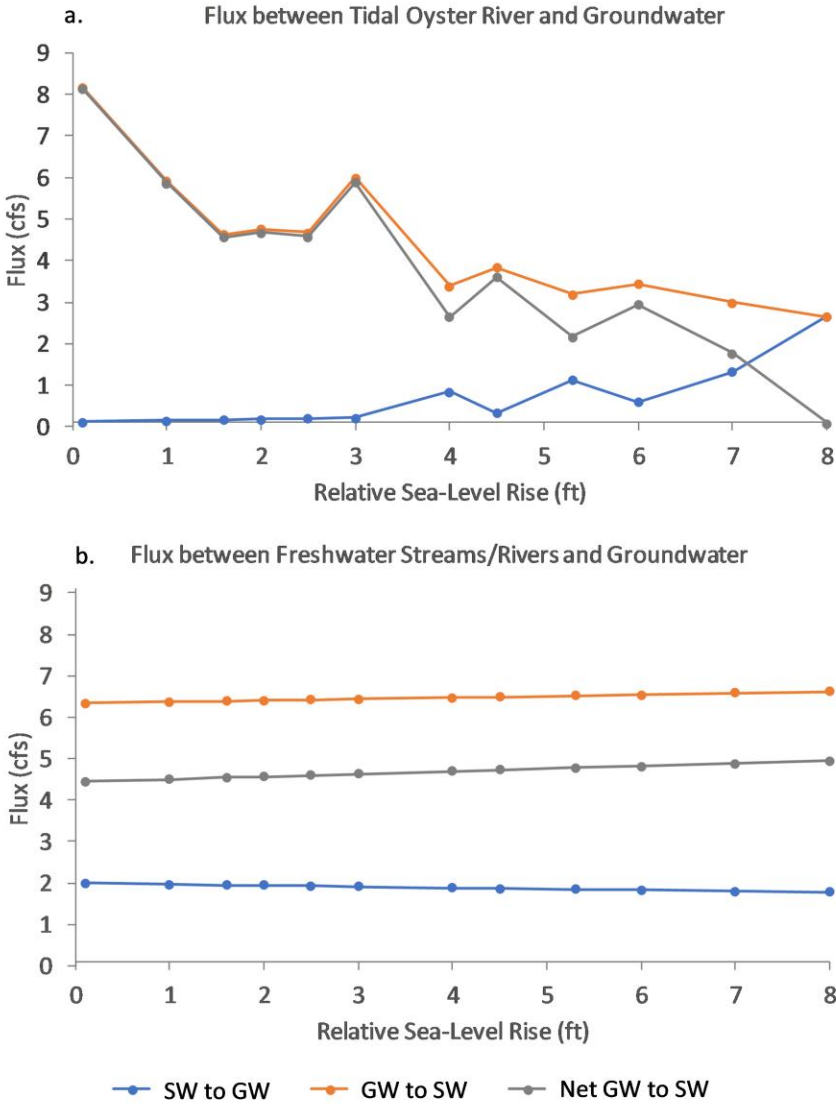 a. Flux between Tidal Oyster River and Groundwater
9
8
7
6
5
4
3
2
1
0
Flux (cfs)
0 1 2 3 4 5 6 7 8
Relative Sea-Level Rise (ft)
b. Flux between Freshwater Streams/Rivers and Groundwater
9
8
7
6
5
4
3
2
1
0
Flux (cfs)
0 1 2 3 4 5 6 7 8
Relative Sea-Level Rise (ft)
SW to GW GW to SW Net GW to SW